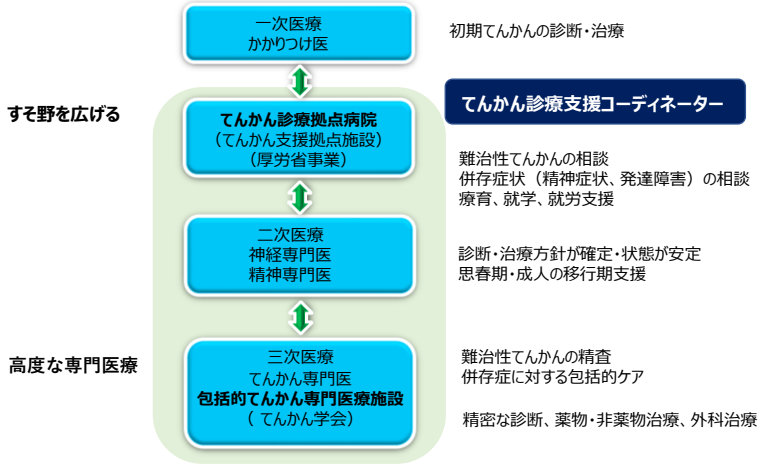 一次医療
かかりつけ医
初期てんかんの診断・治療
すそ野を広げる
てんかん診療拠点病院
（てんかん支援拠点施設）
（厚労省事業）
てんかん診療支援コーディネーター
難治性てんかんの相談
併存症状（精神症状、発達障害）の相談
療育、就学、就労支援
二次医療
神経専門医
精神専門医
診断・治療方針が確定・状態が安定
思春期・成人の移行期支援
高度な専門医療
三次医療
てんかん専門医
包括的てんかん専門医療施設
（ てんかん学会）
難治性てんかんの精査
併存症に対する包括的ケア
精密な診断、薬物・非薬物治療、外科治療